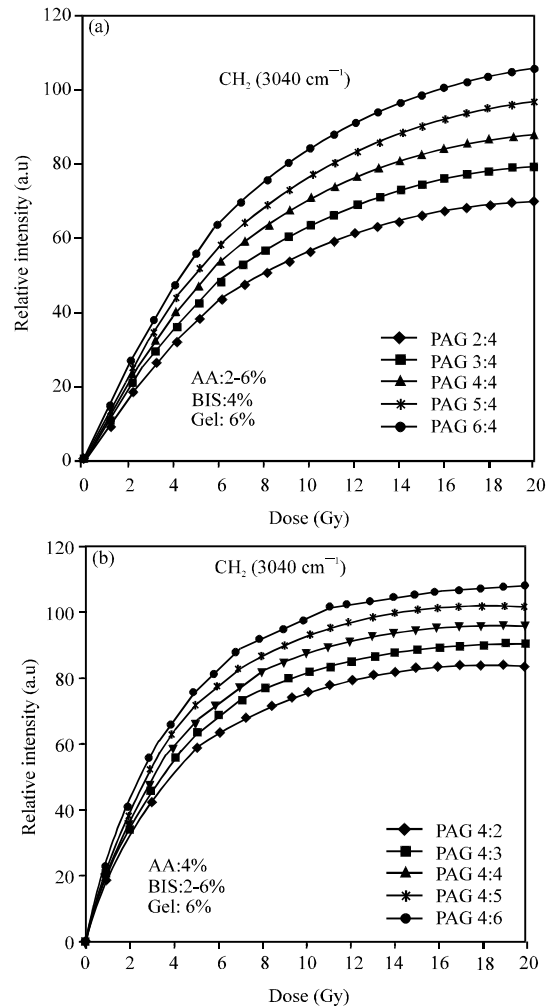 (a)
CH₂ (3040 cm⁻¹)
Relative intensity (a.u)
120
100
80
60
40
20
0
AA:2-6%
BIS:4%
Gel: 6%
PAG 2:4
PAG 3:4
PAG 4:4
PAG 5:4
PAG 6:4
0 2 4 6 8 10 12 14 16 18 20
Dose (Gy)
(b)
CH₂ (3040 cm⁻¹)
Relative intensity (a.u)
120
100
80
60
40
20
0
AA:4%
BIS:2-6%
Gel: 6%
PAG 4:2
PAG 4:3
PAG 4:4
PAG 4:5
PAG 4:6
0 2 4 6 8 10 12 14 16 18 20
Dose (Gy)